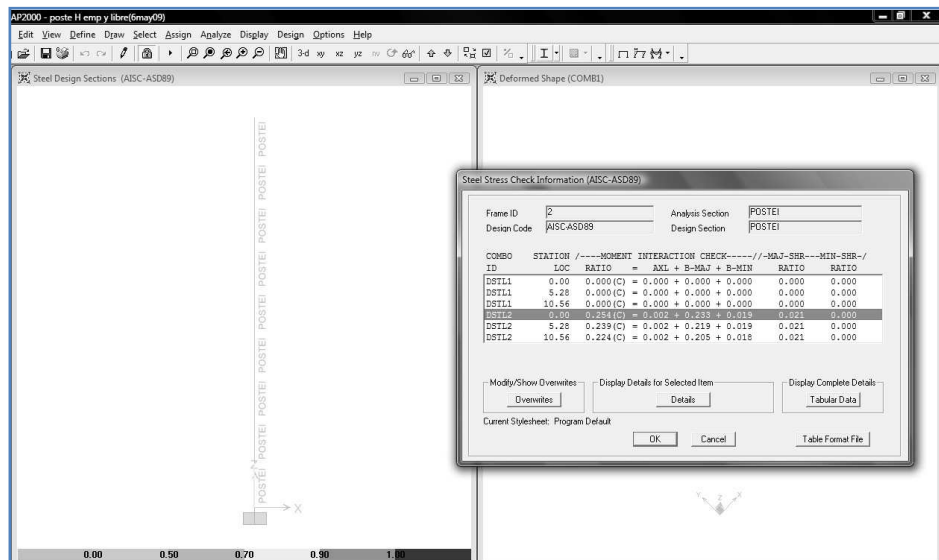 AP2000 - poste H emp y libre(6may09)
Edit View Define Draw Select Assign Analyze Display Design Options Help
3-d xy xz yz nv
Steel Design Sections (AISC-ASD89)
Deformed Shape (COMB1)
POSTEI POSTEI POSTEI POSTEI POSTEI POSTEI POSTEI POSTEI POSTEI
Z
X
0.00 0.50 0.70 0.90 1.00
Steel Stress Check Information (AISC-ASD89)
Frame ID 2 Analysis Section POSTEI
Design Code AISC-ASD89 Design Section POSTEI
COMBO STATION /----MOMENT INTERACTION CHECK-----//-MAJ-SHR---MIN-SHR-/
ID LOC RATIO = AXL + B-MAJ + B-MIN RATIO RATIO
DSTL1 0.00 0.000(C) = 0.000 + 0.000 + 0.000 0.000 0.000
DSTL1 5.28 0.000(C) = 0.000 + 0.000 + 0.000 0.000 0.000
DSTL1 10.56 0.000(C) = 0.000 + 0.000 + 0.000 0.000 0.000
DSTL2 0.00 0.254(C) = 0.002 + 0.233 + 0.019 0.021 0.000
DSTL2 5.28 0.239(C) = 0.002 + 0.219 + 0.019 0.021 0.000
DSTL2 10.56 0.224(C) = 0.002 + 0.205 + 0.018 0.021 0.000
Modify/Show Overwrites Display Details for Selected Item Display Complete Details
Overwrites Details Tabular Data
Current Stylesheet: Program Default
OK Cancel Table Format File
Y Z X